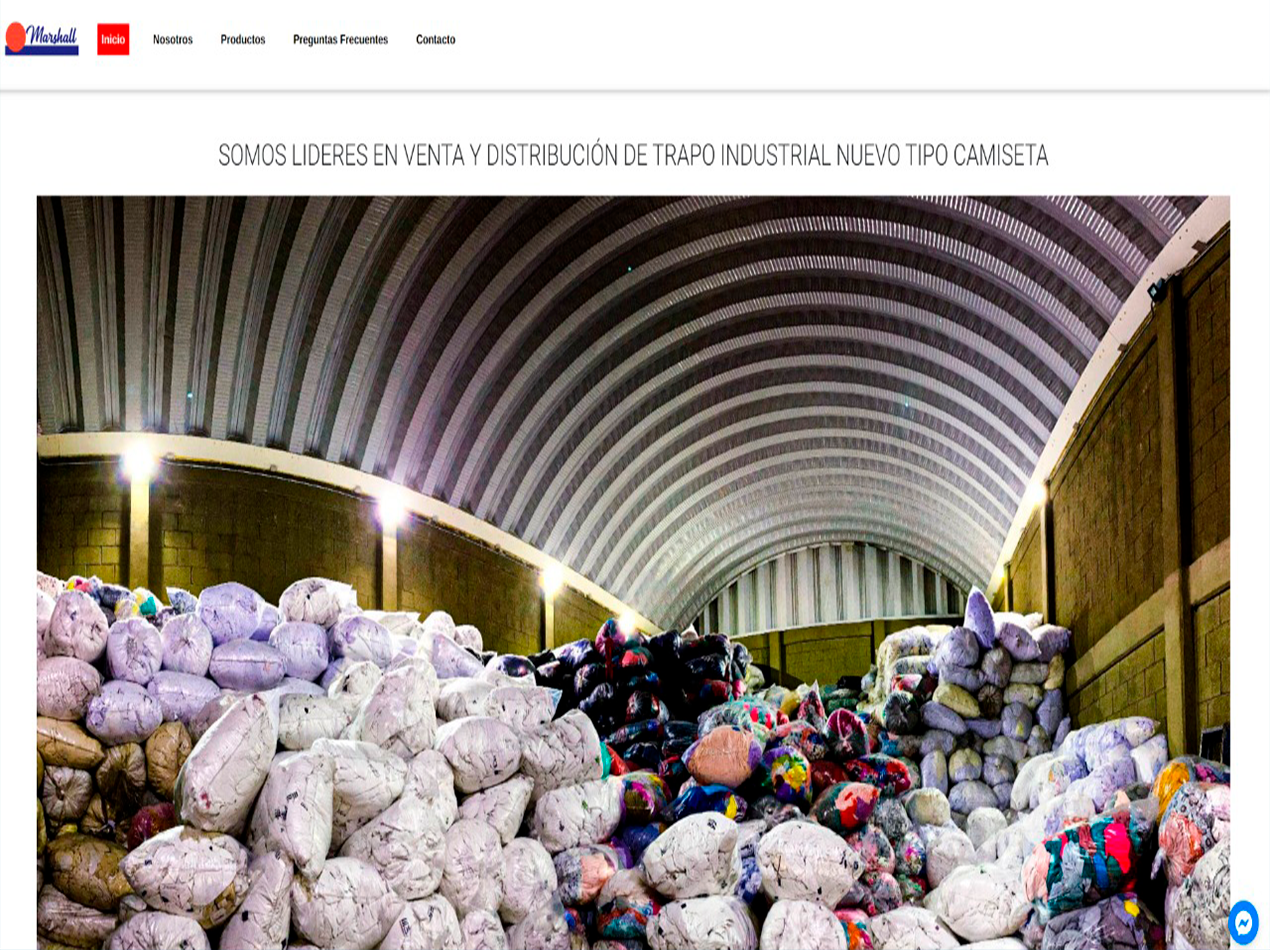 Marshall
Inicio Nosotros Productos Preguntas Frecuentes Contacto
SOMOS LIDERES EN VENTA Y DISTRIBUCIÓN DE TRAPO INDUSTRIAL NUEVO TIPO CAMISETA